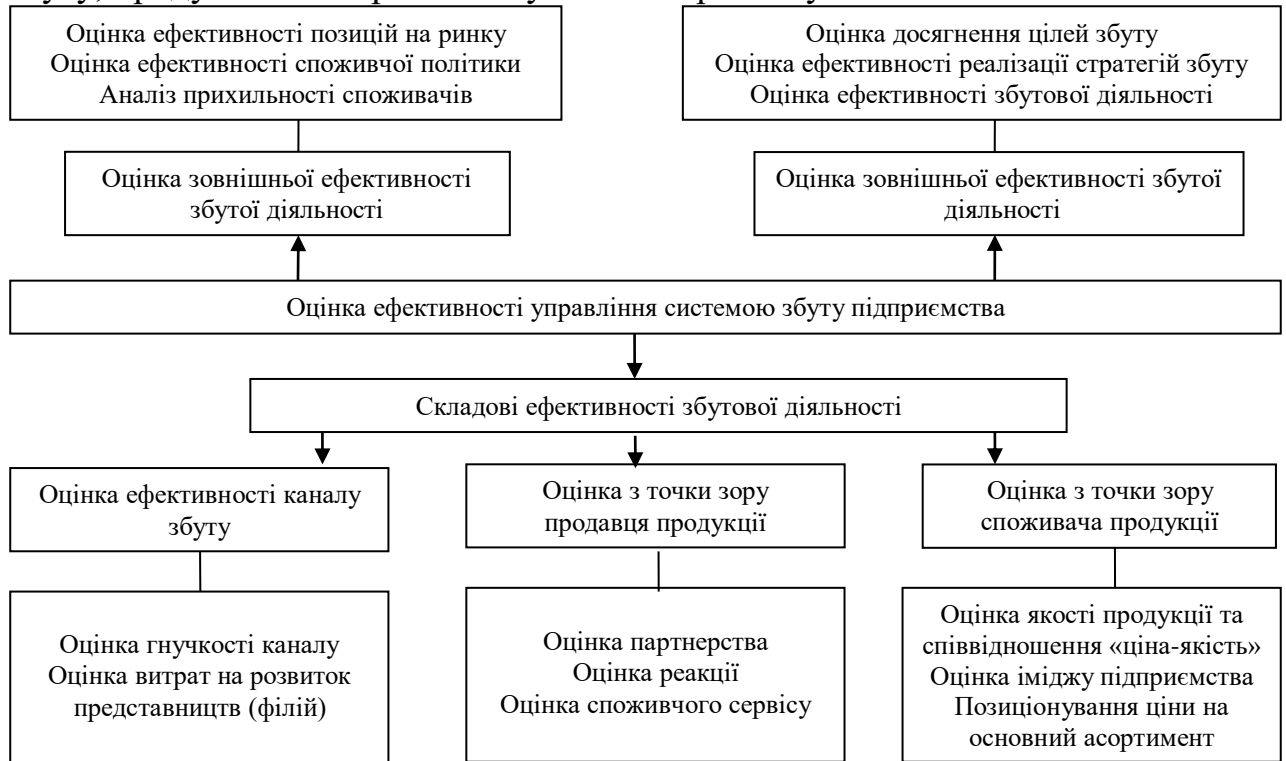 Оцінка ефективності позицій на ринку
Оцінка ефективності споживчої політики
Аналіз прихильності споживачів
Оцінка досягнення цілей збуту
Оцінка ефективності реалізації стратегій збуту
Оцінка ефективності збутової діяльності
Оцінка зовнішньої ефективності
збутої діяльності
Оцінка зовнішньої ефективності збутої
діяльності
Оцінка ефективності управління системою збуту підприємства
Складові ефективності збутової діяльності
Оцінка ефективності каналу
збуту
Оцінка з точки зору
продавця продукції
Оцінка з точки зору
споживача продукції
Оцінка гнучкості каналу
Оцінка витрат на розвиток
представництв (філій)
Оцінка партнерства
Оцінка реакції
Оцінка споживчого сервісу
Оцінка якості продукції та
співвідношення «ціна-якість»
Оцінка іміджу підприємства
Позиціонування ціни на
основний асортимент